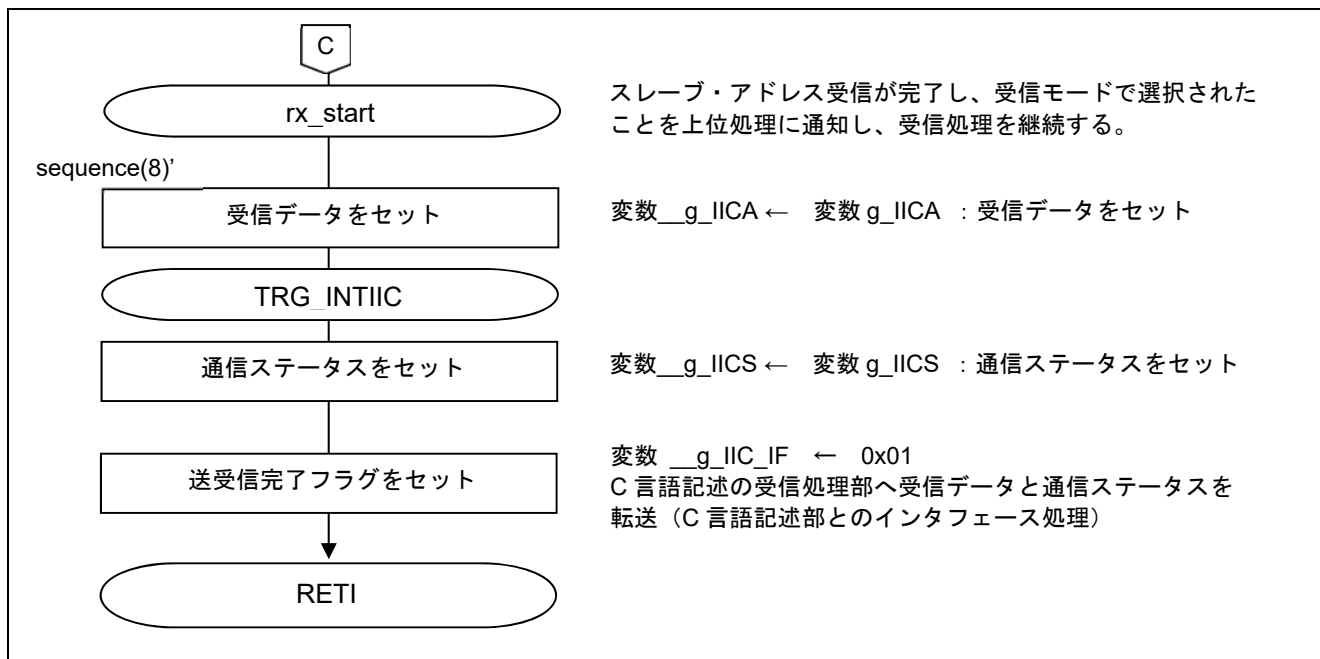 C
rx_start
スレーブ・アドレス受信が完了し、受信モードで選択された
ことを上位処理に通知し、受信処理を継続する。
sequence(8)’
受信データをセット
変数__g_IICA ← 変数 g_IICA ：受信データをセット
TRG_INTIIC
通信ステータスをセット
変数__g_IICS ← 変数 g_IICS ：通信ステータスをセット
送受信完了フラグをセット
変数 __g_IIC_IF ← 0x01
C 言語記述の受信処理部へ受信データと通信ステータスを
転送（C 言語記述部とのインタフェース処理）
RETI